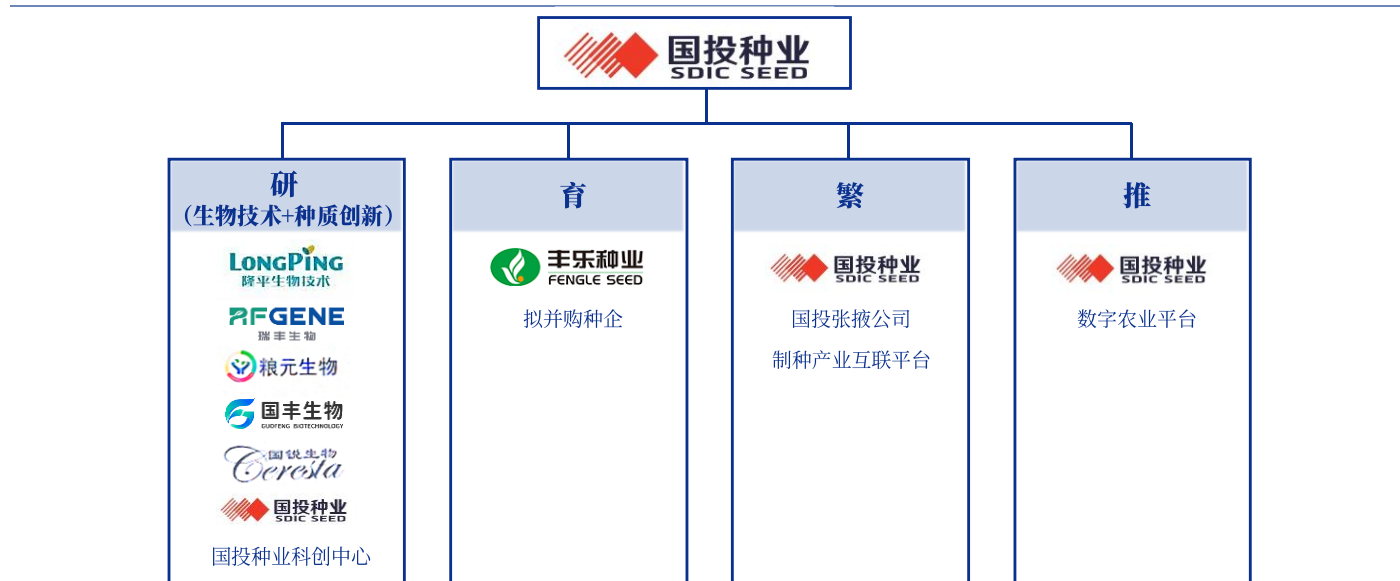 国投种业
SDIC SEED
研
（生物技术+种质创新）
LONGPING
隆平生物技术
RFGENE
瑞丰生物
粮元生物
国丰生物
GUOFENG BIOTECHNOLOGY
国锐生物
Ceresta
国投种业
SDIC SEED
国投种业科创中心
育
丰乐种业
FENGLE SEED
拟并购种企
繁
国投种业
SDIC SEED
国投张掖公司
制种产业互联平台
推
国投种业
SDIC SEED
数字农业平台